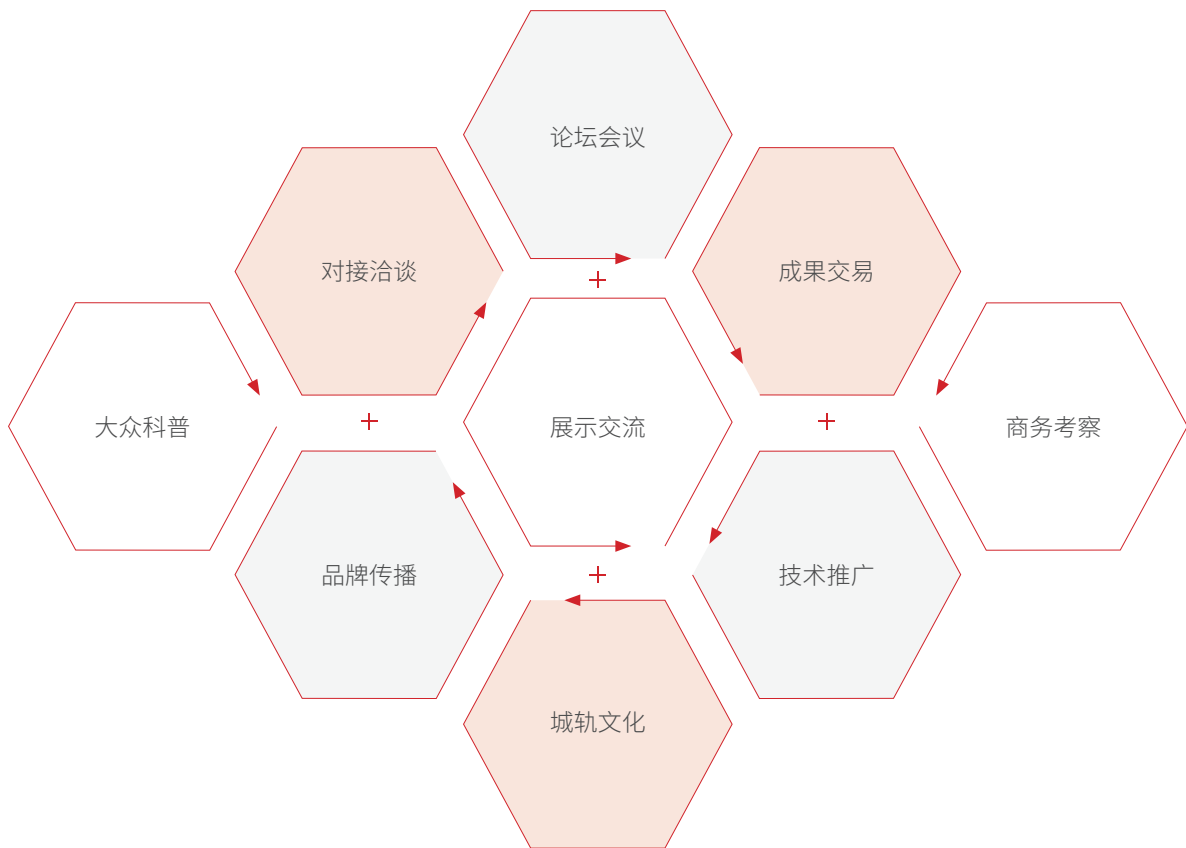 论坛会议
对接洽谈
成果交易
大众科普
+
展示交流
+
商务考察
+
品牌传播
技术推广
+
城轨文化